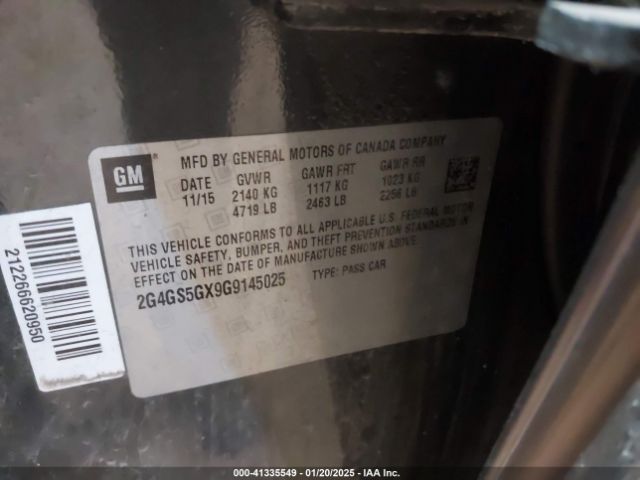 GM
MFD BY GENERAL MOTORS OF CANADA COMPANY
DATE GVWR GAWR FRT GAWR RR
11/15 2140 KG 1117 KG 1023 KG
4719 LB 2463 LB 2256 LB
THIS VEHICLE CONFORMS TO ALL APPLICABLE U.S. FEDERAL MOTOR
VEHICLE SAFETY, BUMPER, AND THEFT PREVENTION STANDARDS IN
EFFECT ON THE DATE OF MANUFACTURE SHOWN ABOVE.
2G4GS5GX9G9145025 TYPE: PASS CAR
212266620950
000-41335549 — 01/20/2025 — IAA Inc.